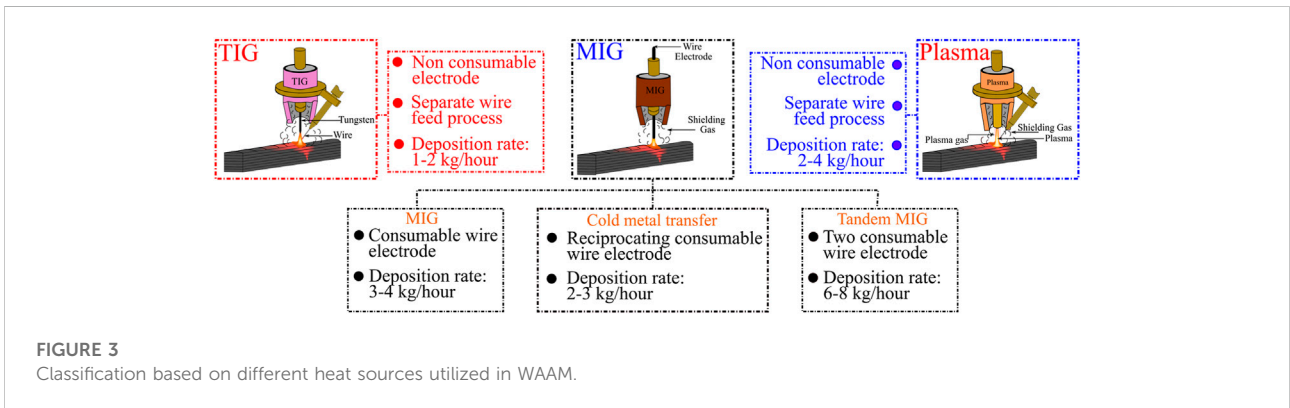 TIG
TIG
Tungsten
Wire
● Non consumable
electrode
● Separate wire
feed process
● Deposition rate:
1-2 kg/hour
MIG
Wire
Electrode
MIG
Shielding
Gas
Non consumable ●
electrode
Separate wire ●
feed process
Deposition rate: ●
2-4 kg/hour
Plasma
Plasma
Shielding Gas
Plasma gas
Plasma
MIG
● Consumable wire
electrode
● Deposition rate:
3-4 kg/hour
Cold metal transfer
● Reciprocating consumable
wire electrode
● Deposition rate:
2-3 kg/hour
Tandem MIG
● Two consumable
wire electrode
● Deposition rate:
6-8 kg/hour
FIGURE 3
Classification based on different heat sources utilized in WAAM.